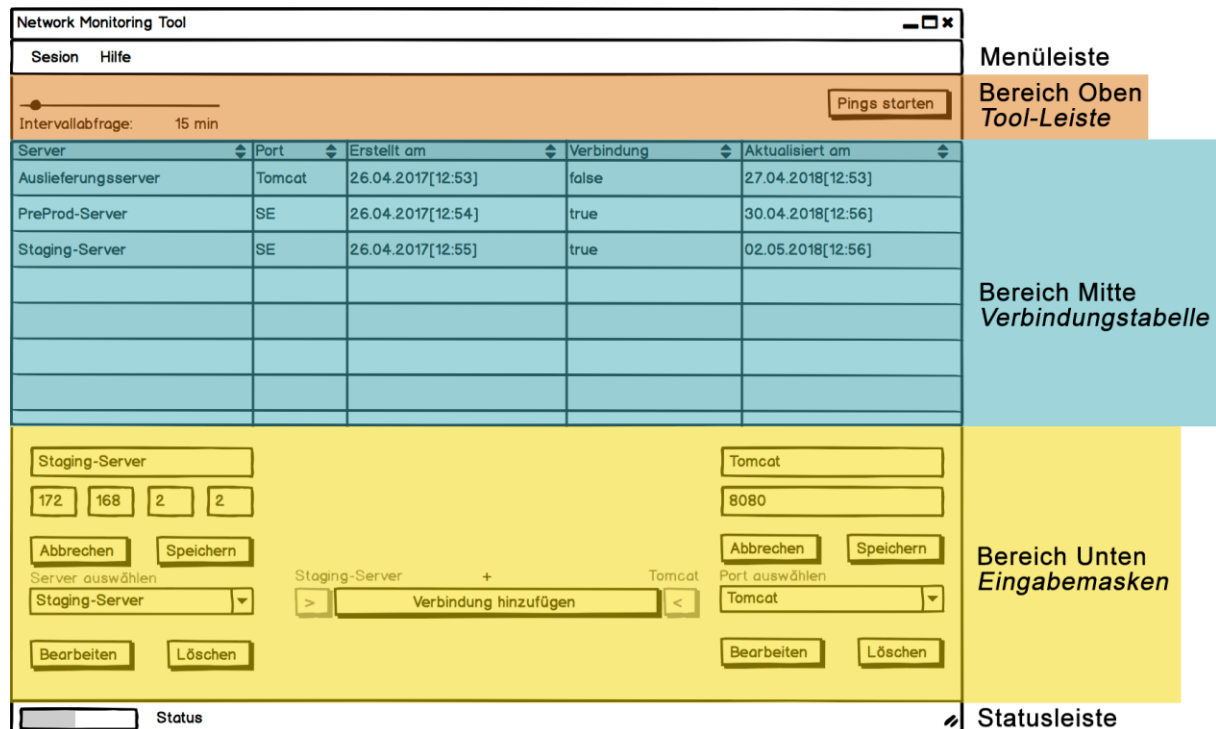 Network Monitoring Tool
Sesion Hilfe
Menüleiste
Intervallabfrage: 15 min
Pings starten
Bereich Oben
Tool-Leiste
Server Port Erstellt am Verbindung Aktualisiert am
Auslieferungsserver Tomcat 26.04.2017[12:53] false 27.04.2018[12:53]
PreProd-Server SE 26.04.2017[12:54] true 30.04.2018[12:56]
Staging-Server SE 26.04.2017[12:55] true 02.05.2018[12:56]
Bereich Mitte
Verbindungstabelle
Staging-Server Tomcat
172 168 2 2 8080
Abbrechen Speichern Abbrechen Speichern
Server auswählen Staging-Server + Tomcat Port auswählen
Staging-Server > Verbindung hinzufügen < Tomcat
Bearbeiten Löschen Bearbeiten Löschen
Bereich Unten
Eingabemasken
Status
Statusleiste